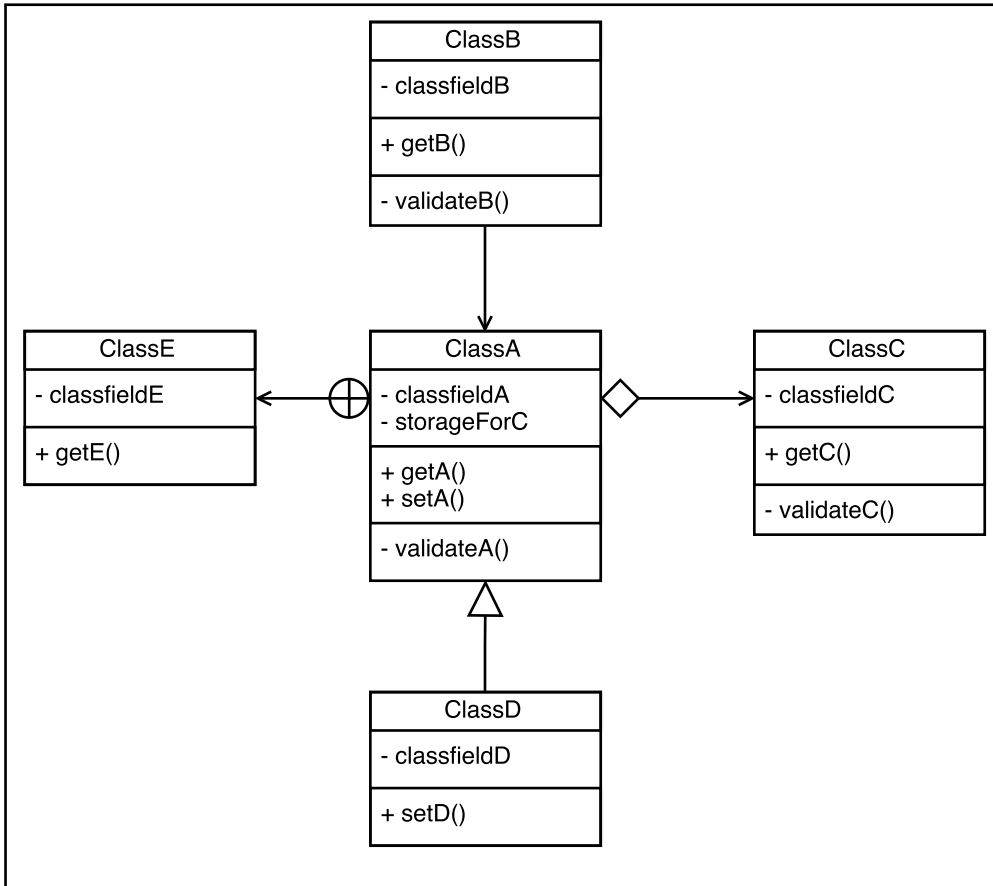 ClassB
- classfieldB
+ getB()
- validateB()
ClassE
- classfieldE
+ getE()
ClassA
- classfieldA
- storageForC
+ getA()
+ setA()
- validateA()
ClassC
- classfieldC
+ getC()
- validateC()
ClassD
- classfieldD
+ setD()